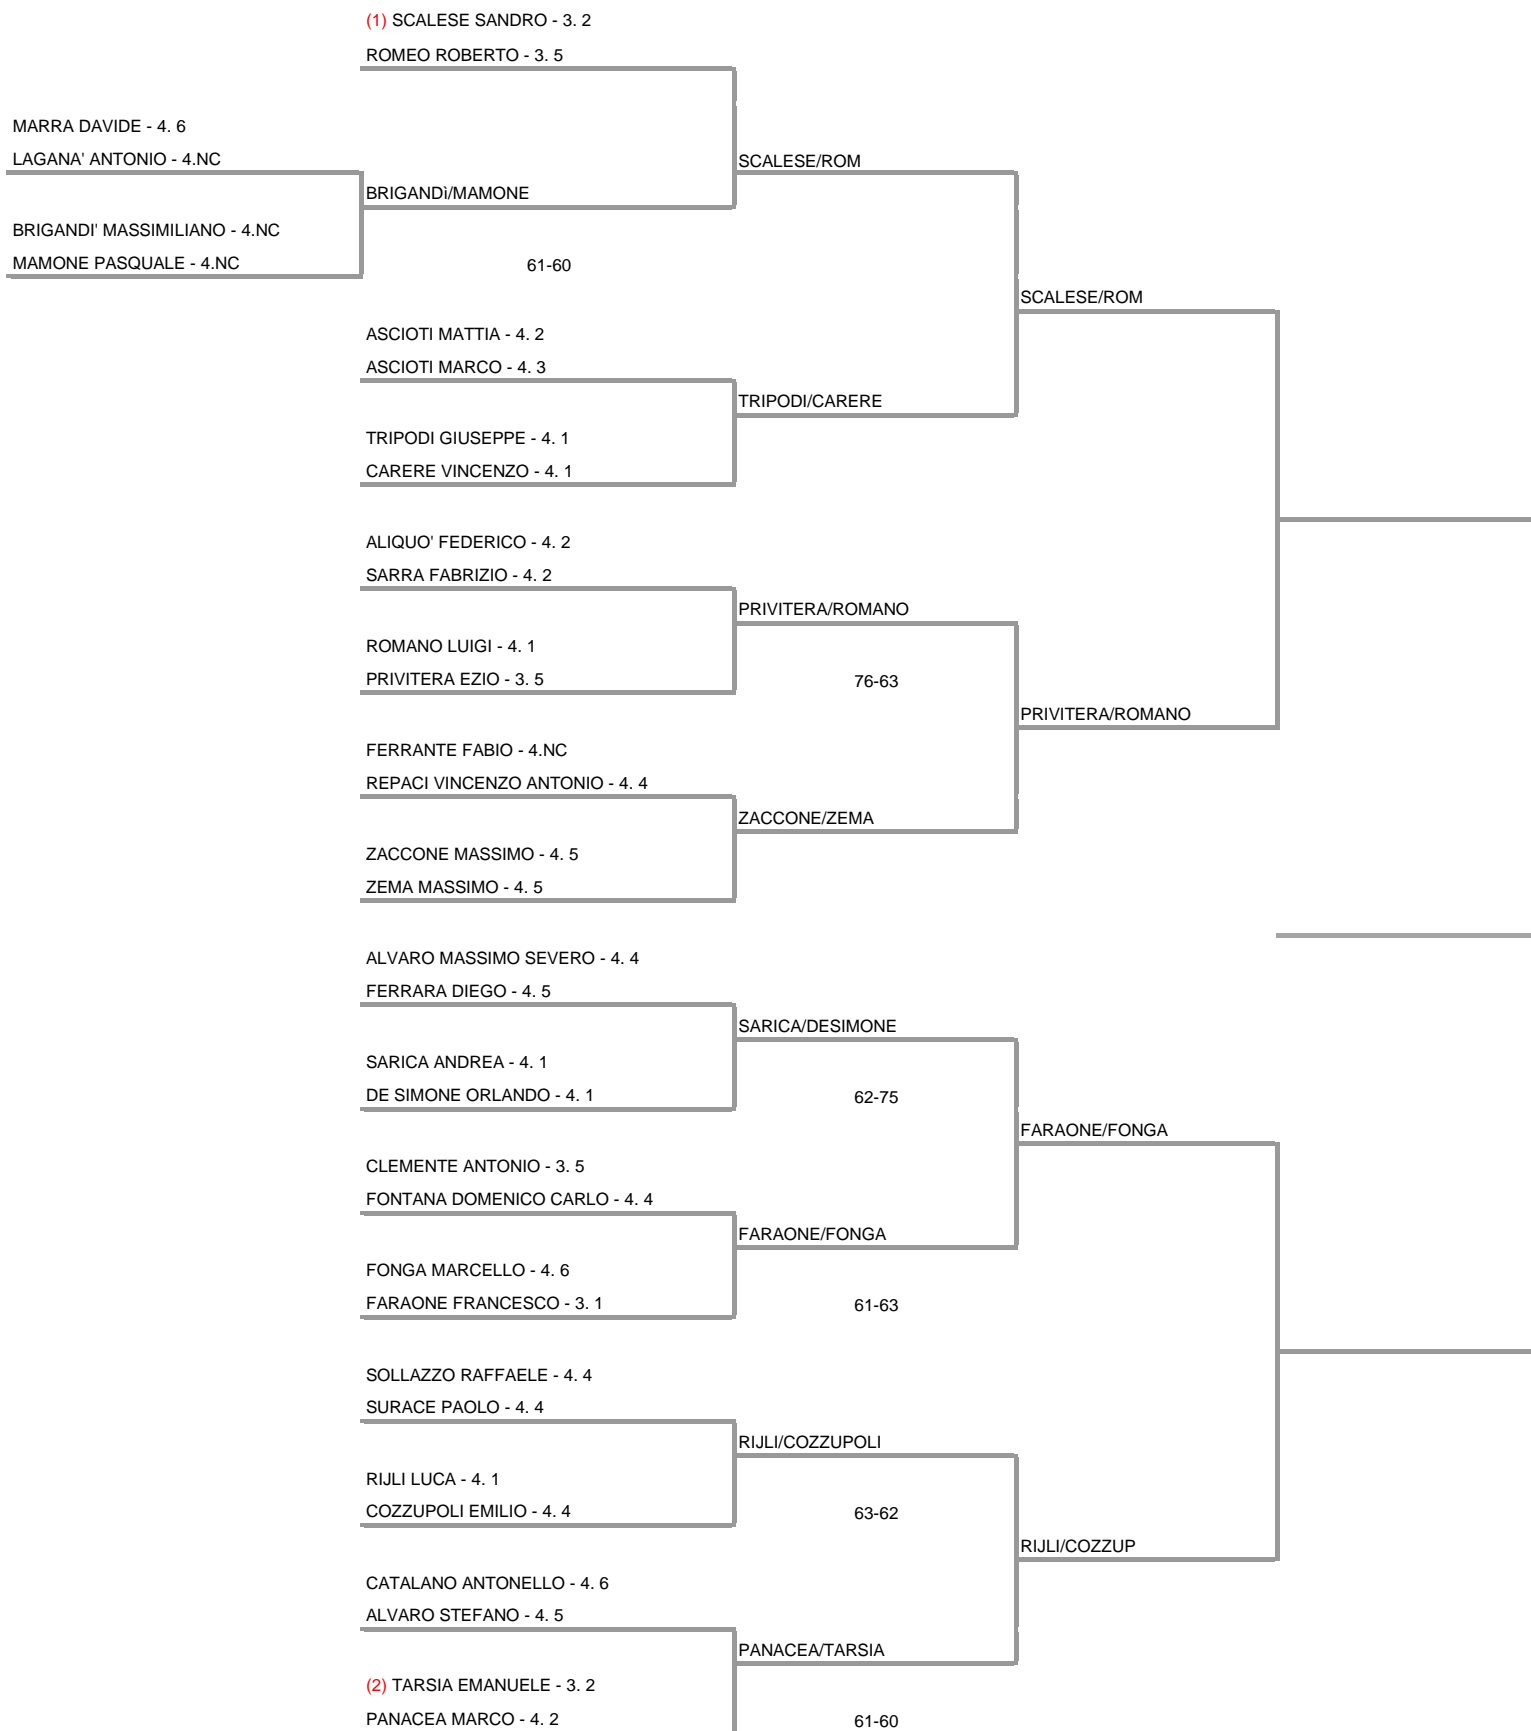 (1) SCALESE SANDRO - 3. 2
ROMEO ROBERTO - 3. 5
MARRA DAVIDE - 4. 6
LAGANA' ANTONIO - 4.NC
SCALESE/ROM
BRIGANDì/MAMONE
BRIGANDI' MASSIMILIANO - 4.NC
MAMONE PASQUALE - 4.NC
61-60
SCALESE/ROM
ASCIOTI MATTIA - 4. 2
ASCIOTI MARCO - 4. 3
TRIPODI/CARERE
TRIPODI GIUSEPPE - 4. 1
CARERE VINCENZO - 4. 1
ALIQUO' FEDERICO - 4. 2
SARRA FABRIZIO - 4. 2
PRIVITERA/ROMANO
ROMANO LUIGI - 4. 1
PRIVITERA EZIO - 3. 5
76-63
PRIVITERA/ROMANO
FERRANTE FABIO - 4.NC
REPACI VINCENZO ANTONIO - 4. 4
ZACCONE/ZEMA
ZACCONE MASSIMO - 4. 5
ZEMA MASSIMO - 4. 5
ALVARO MASSIMO SEVERO - 4. 4
FERRARA DIEGO - 4. 5
SARICA/DESIMONE
SARICA ANDREA - 4. 1
DE SIMONE ORLANDO - 4. 1
62-75
FARAONE/FONGA
CLEMENTE ANTONIO - 3. 5
FONTANA DOMENICO CARLO - 4. 4
FARAONE/FONGA
FONGA MARCELLO - 4. 6
FARAONE FRANCESCO - 3. 1
61-63
SOLLAZZO RAFFAELE - 4. 4
SURACE PAOLO - 4. 4
RIJLI/COZZUPOLI
RIJLI LUCA - 4. 1
COZZUPOLI EMILIO - 4. 4
63-62
RIJLI/COZZUP
CATALANO ANTONELLO - 4. 6
ALVARO STEFANO - 4. 5
PANACEA/TARSIA
(2) TARSIA EMANUELE - 3. 2
PANACEA MARCO - 4. 2
61-60